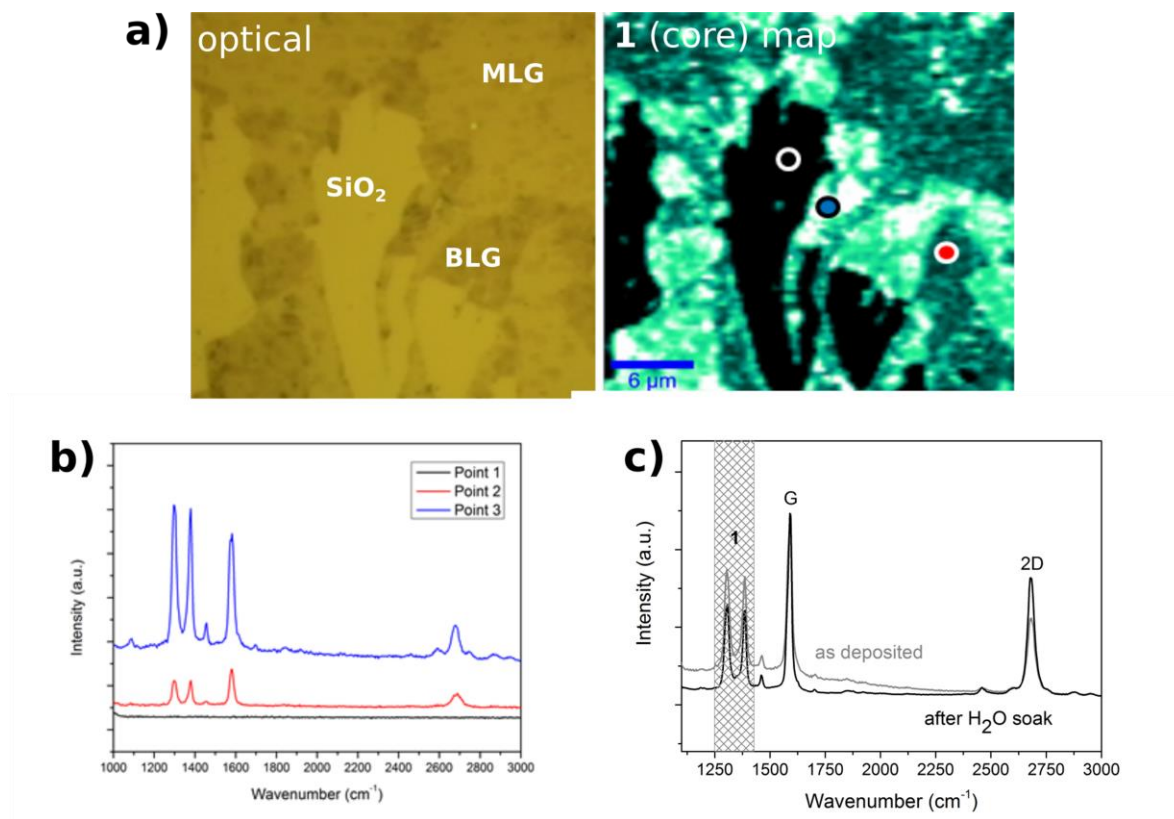 a)
optical
MLG
SiO₂
BLG
1 (core) map
6 µm
b)
Intensity (a.u.)
Point 1
Point 2
Point 3
1000 1200 1400 1600 1800 2000 2200 2400 2600 2800 3000
Wavenumber (cm⁻¹)
c)
Intensity (a.u.)
1
G
2D
as deposited
after H₂O soak
1250 1500 1750 2000 2250 2500 2750 3000
Wavenumber (cm⁻¹)